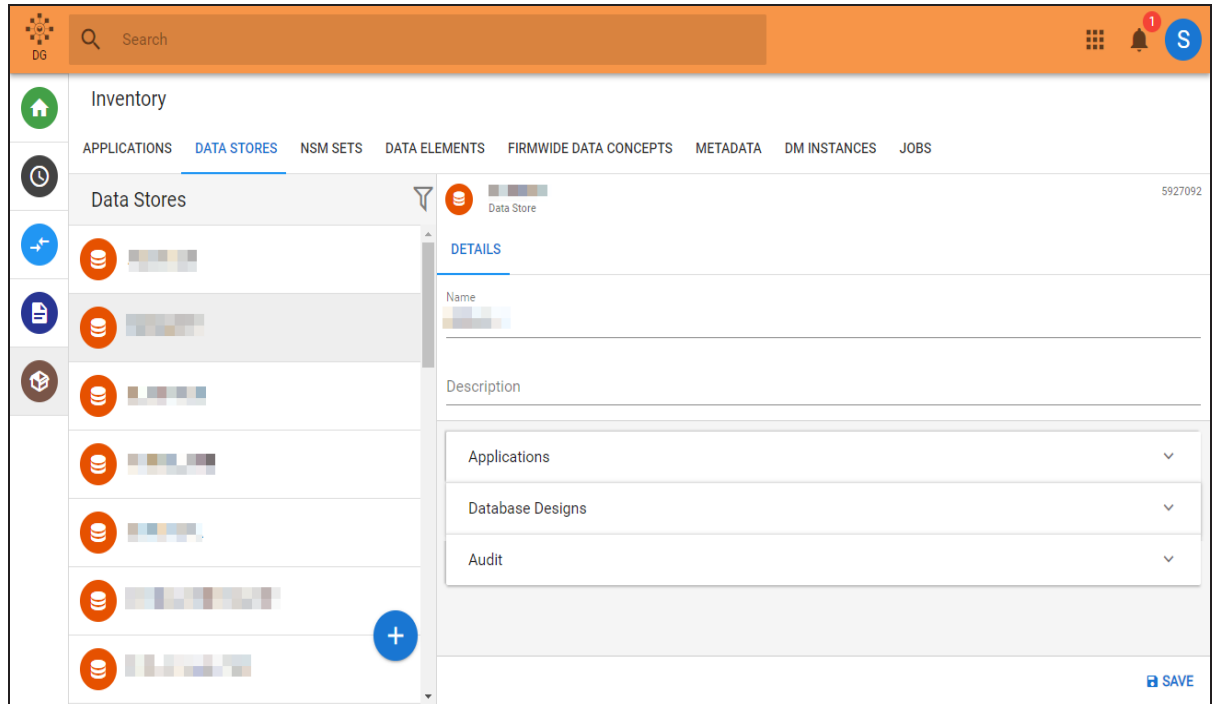 DG
Search
1
S
Inventory
APPLICATIONS DATA STORES NSM SETS DATA ELEMENTS FIRMWIDE DATA CONCEPTS METADATA DM INSTANCES JOBS
Data Stores
Data Store
5927092
DETAILS
Name
Description
Applications
Database Designs
Audit
+
SAVE